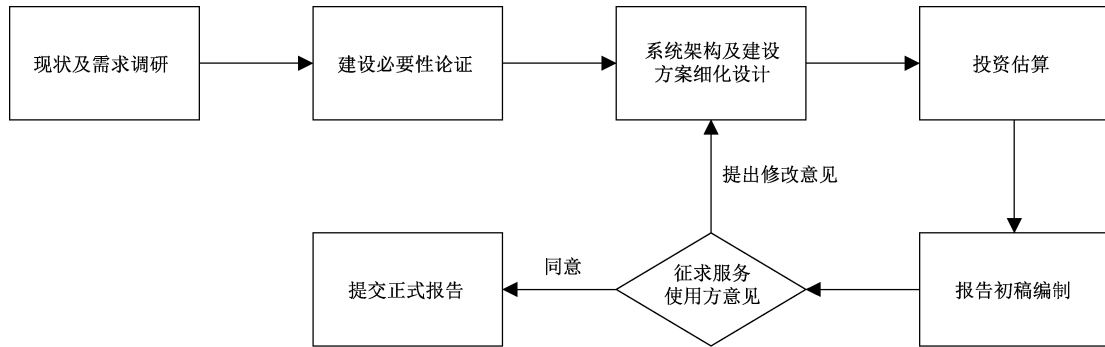 现状及需求调研
建设必要性论证
系统架构及建设
方案细化设计
投资估算
提出修改意见
提交正式报告
同意
征求服务
使用方意见
报告初稿编制